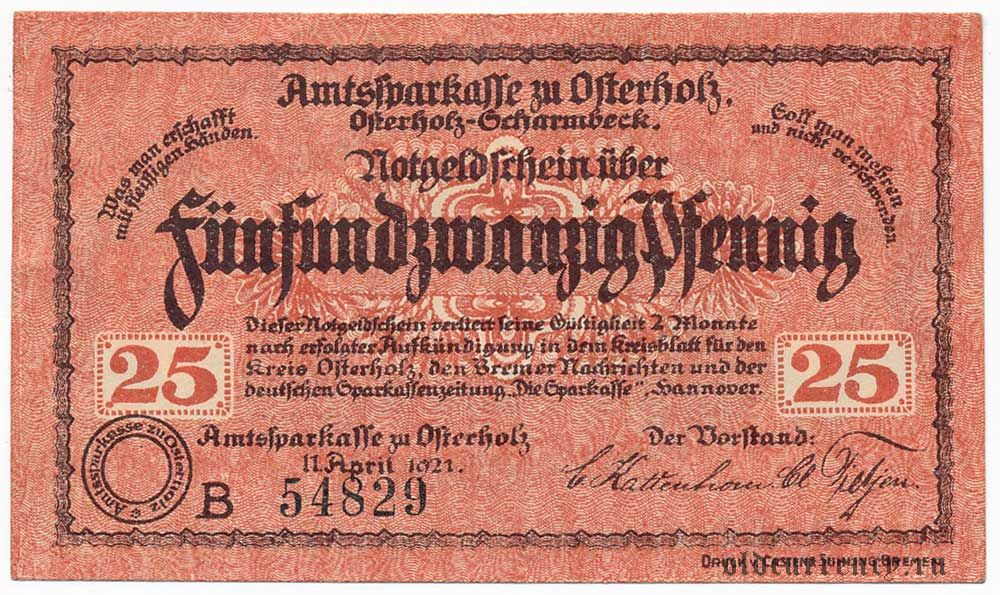 Amtssparkasse zu Osterholz,
Osterholz-Scharmbeck.
Was man erschafft
mit fleißigen Händen.
Soll man mehren
und nicht verschwenden.
Notgeldschein über
Fünfundzwanzig Pfennig
Dieser Notgeldschein verliert seine Gültigkeit 2 Monate
nach erfolgter Aufkündigung in dem Kreisblatt für den
Kreis Osterholz, den Bremer Nachrichten und der
deutschen Sparkassenzeitung „Die Sparkasse", Hannover.
25
25
Amtssparkasse zu Osterholz
11. April 1921.
Der Vorstand:
Amtssparkasse zu Osterholz
B 54829
Druck v. Bremen
oldcurrency.ru